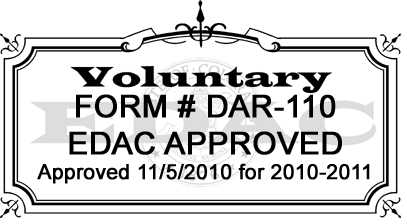 Voluntary
FORM # DAR-110
EDAC APPROVED
Approved 11/5/2010 for 2010-2011